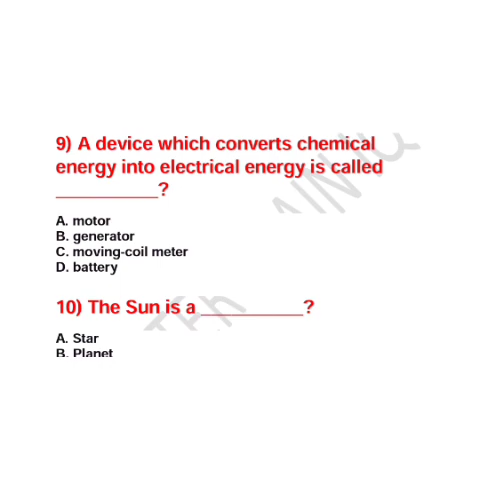 9) A device which converts chemical
energy into electrical energy is called
__________?
A. motor
B. generator
C. moving-coil meter
D. battery
10) The Sun is a __________?
A. Star
B. Planet